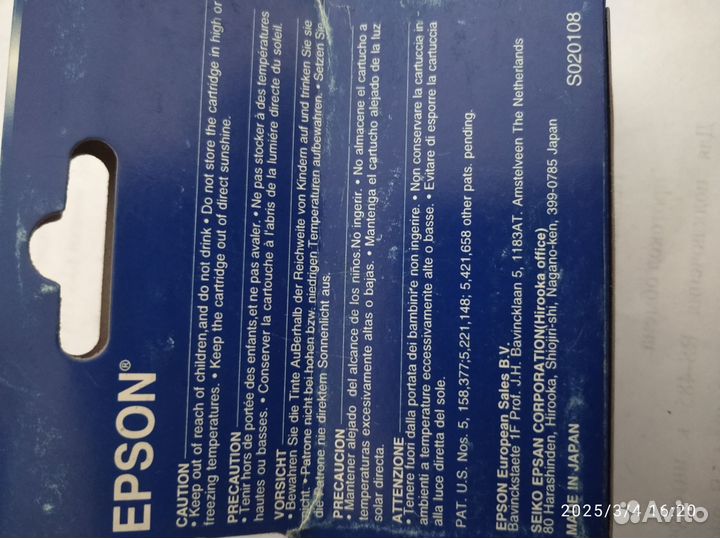 EPSON®
CAUTION
• Keep out of reach of children,and do not drink • Do not store the cartridge in high or
freezing temperatures. • Keep the cartridge out of direct sunshine.
PRECAUTION
• Tenir hors de portée des enfants,et ne pas avaler. • Ne pas stocker à des températures
hautes ou basses. • Conserver la cartouche à l'abris de la lumiére directe du soleil.
VORSICHT
• Bewahren Sie die Tinte AuBerhalb der Reichweite von Kindern auf und trinken Sie sie
nicht. • Patrone nicht bei hohen bzw. niedrigen Temperaturen aufbewahren. • Setzen Sie
die Patrone nie direktem Sonnenlicht aus.
PRECAUCION
• Mantener alejado del alcance de los niños.No ingerir. • No almacene el cartucho a
temperaturas excesivamente altas o bajas. • Mantenga el cartucho alejado de la luz
solar directa.
ATTENZIONE
• Tenere fuori dalla portata dei bambini're non ingerire. • Non conservare la cartuccia in
ambienti a temperature eccessivamente alte o basse. • Evitare di esporre la cartuccia
alla luce diretta del sole.
PAT. U.S. Nos. 5, 158,377;5,221,148; 5,421,658 other pats. pending.
EPSON European Sales B.V.
Bavinckstaete 1F Prof. J.H. Bavincklaan 5, 1183AT. Amstelveen The Netherlands
SEIKO EPSAN CORPORATION(Hirooka office)
80 Harashinden, Hirooka, Shiojin-shi, Nagano-ken, 399-0785 Japan
MADE IN JAPAN
S020108
2025/3/4 16:20
Avito